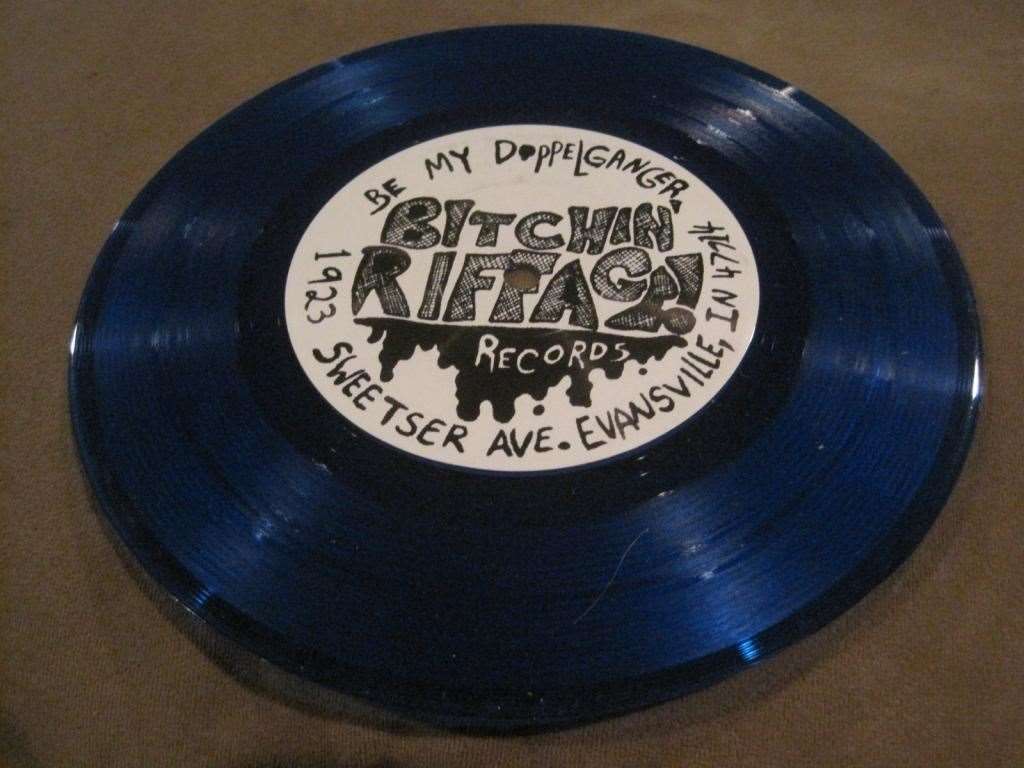 BE MY DOPPELGANGER.
BITCHIN
RIFFAGE!
RECORDS
1923 SWEETSER AVE. EVANSVILLE, IN 47714